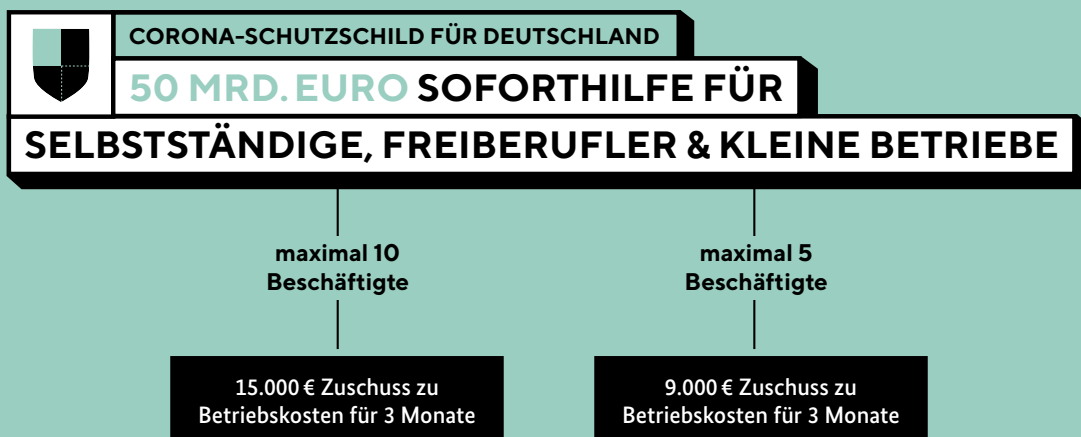 CORONA-SCHUTZSCHILD FÜR DEUTSCHLAND
50 MRD. EURO SOFORTHILFE FÜR
SELBSTSTÄNDIGE, FREIBERUFLER & KLEINE BETRIEBE
maximal 10
Beschäftigte
15.000 € Zuschuss zu
Betriebskosten für 3 Monate
maximal 5
Beschäftigte
9.000 € Zuschuss zu
Betriebskosten für 3 Monate